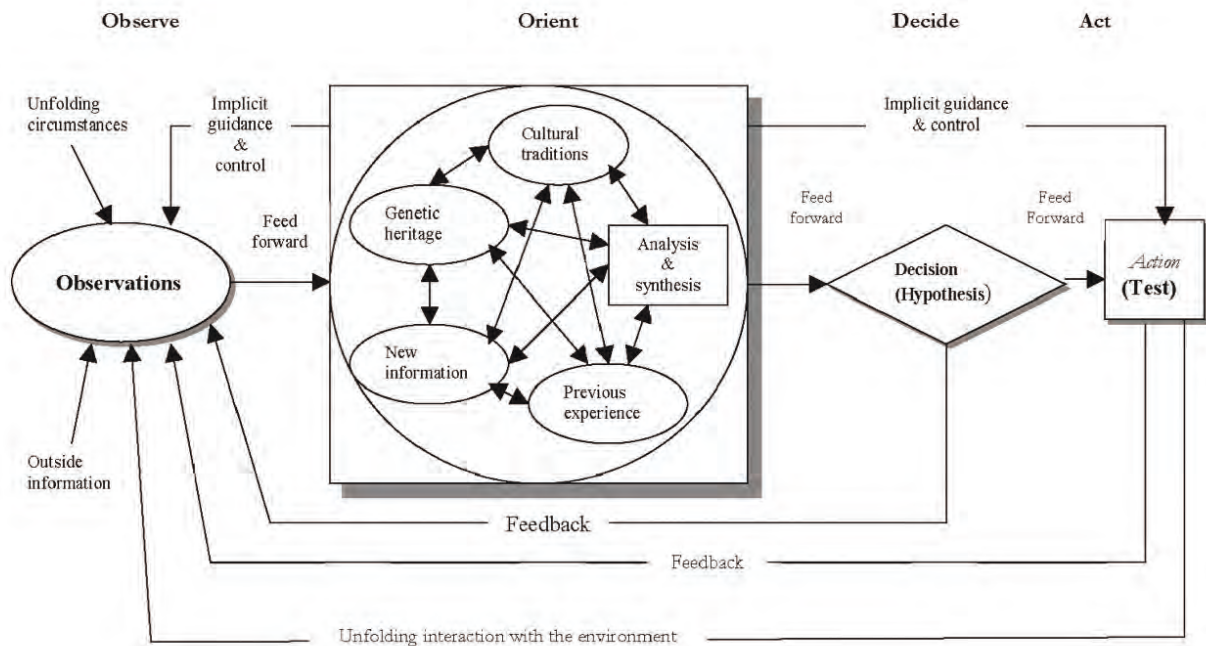 Observe
Orient
Decide
Act
Unfolding
circumstances
Implicit
guidance
&
control
Implicit guidance
& control
Cultural
traditions
Genetic
heritage
Feed
forward
Feed
forward
Feed
Forward
Observations
Analysis
&
synthesis
Decision
(Hypothesis)
Action
(Test)
New
information
Previous
experience
Outside
information
Feedback
Feedback
Unfolding interaction with the environment